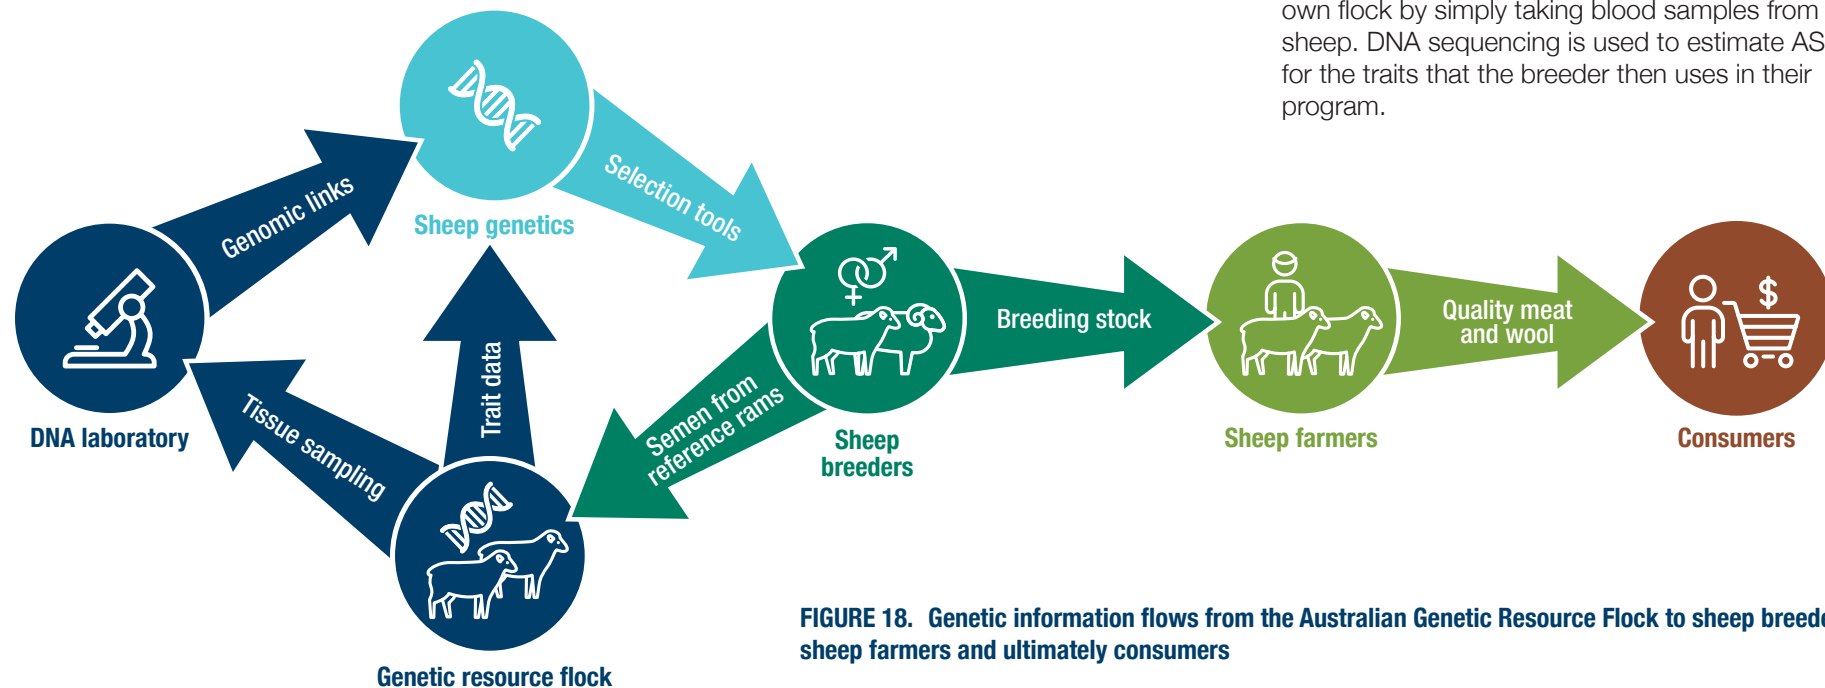 own flock by simply taking blood samples from
sheep. DNA sequencing is used to estimate AS
for the traits that the breeder then uses in their
program.
Genomic links
Selection tools
Sheep genetics
DNA laboratory
Tissue sampling
Trait data
Semen from
reference rams
Sheep
breeders
Breeding stock
Sheep farmers
Quality meat
and wool
$
Consumers
Genetic resource flock
FIGURE 18. Genetic information flows from the Australian Genetic Resource Flock to sheep breede
sheep farmers and ultimately consumers